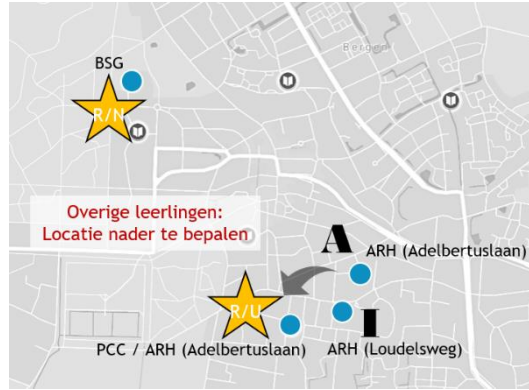 BSG
Bergen
R/N
Overige leerlingen:
Locatie nader te bepalen
A
ARH (Adelbertuslaan)
R/U
I
PCC / ARH (Adelbertuslaan)
ARH (Loudelsweg)